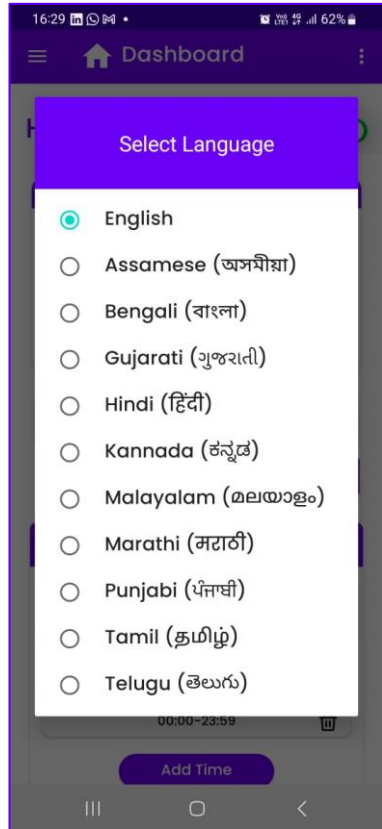 16:29 62%
Dashboard
Select Language
English
Assamese (অসমীয়া)
Bengali (বাংলা)
Gujarati (ગુજરાતી)
Hindi (हिंदी)
Kannada (ಕನ್ನಡ)
Malayalam (മലയാളം)
Marathi (मराठी)
Punjabi (ਪੰਜਾਬੀ)
Tamil (தமிழ்)
Telugu (తెలుగు)
00:00-23:59
Add Time